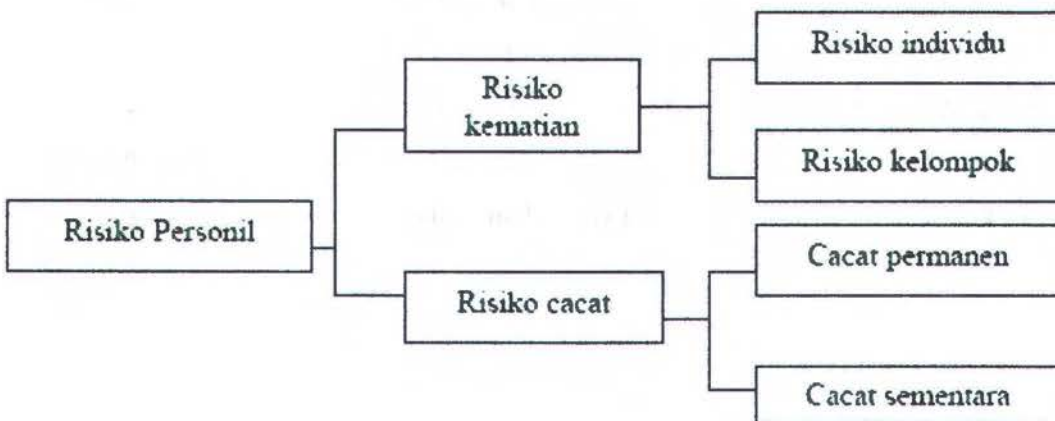 Risiko individu
Risiko
kematian
Risiko kelompok
Risiko Personil
Cacat permanen
Risiko cacat
Cacat sementara